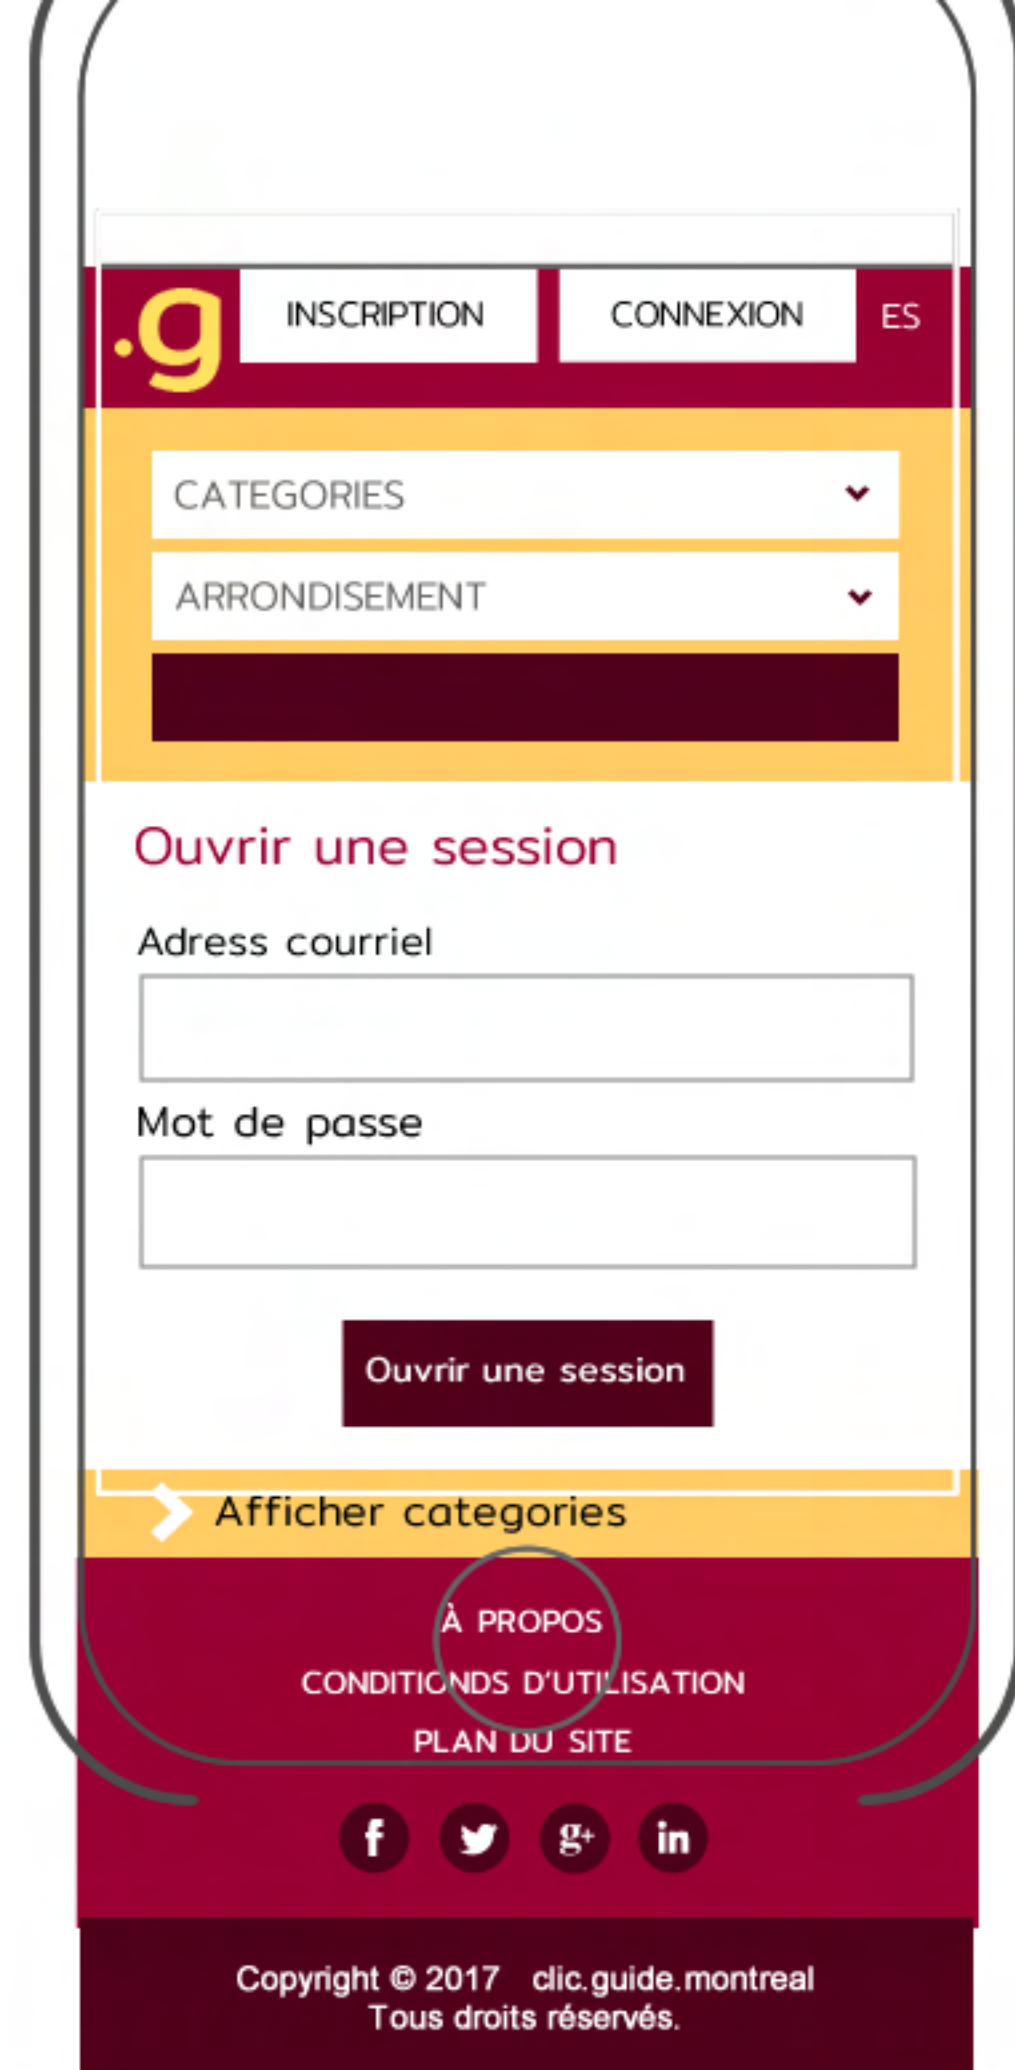 .g INSCRIPTION CONNEXION ES
CATEGORIES
ARRONDISEMENT
Ouvrir une session
Adress courriel
Mot de passe
Ouvrir une session
Afficher categories
À PROPOS
CONDITIONDS D'UTILISATION
PLAN DU SITE
f g+ in
Copyright © 2017 clic.guide.montreal
Tous droits réservés.